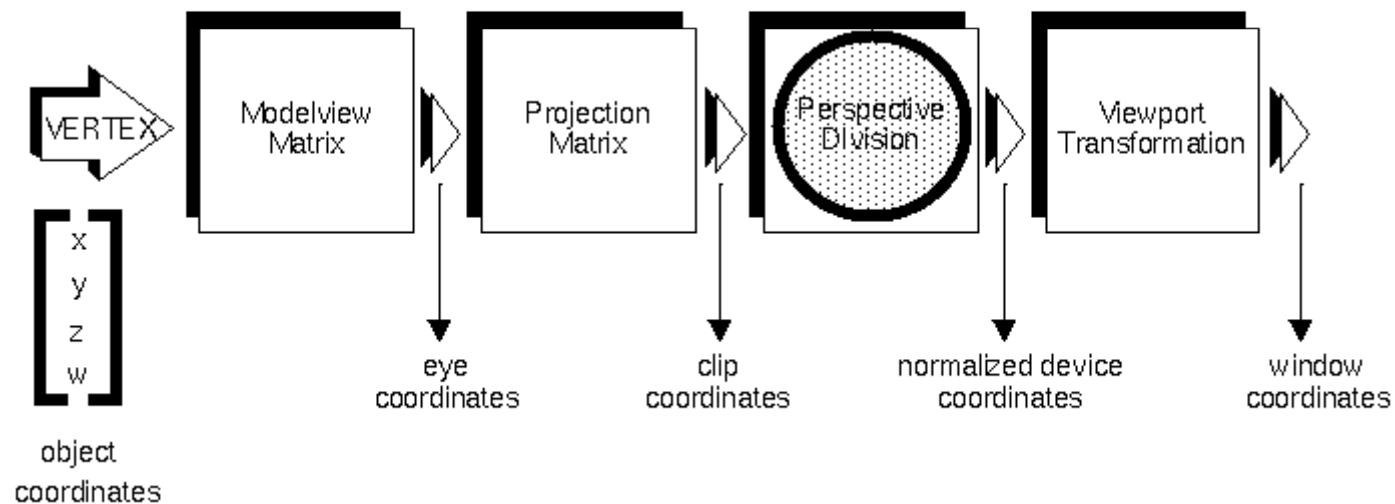 VERTEX
Modelview
Matrix
Projection
Matrix
Perspective
DIvision
Viewport
Transformation
x
y
z
w
object
coordinates
eye
coordinates
clip
coordinates
normalized device
coordinates
window
coordinates